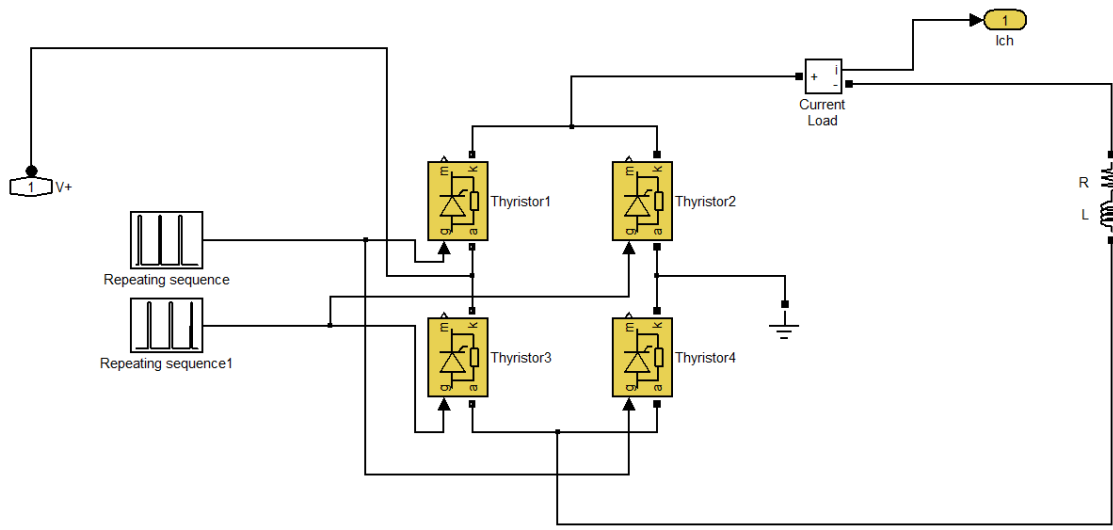 1
Ich
i
+
-
Current
Load
m
k
g
a
Thyristor1
m
k
g
a
Thyristor2
1
V+
R
L
Repeating sequence
Repeating sequence1
m
k
g
a
Thyristor3
m
k
g
a
Thyristor4